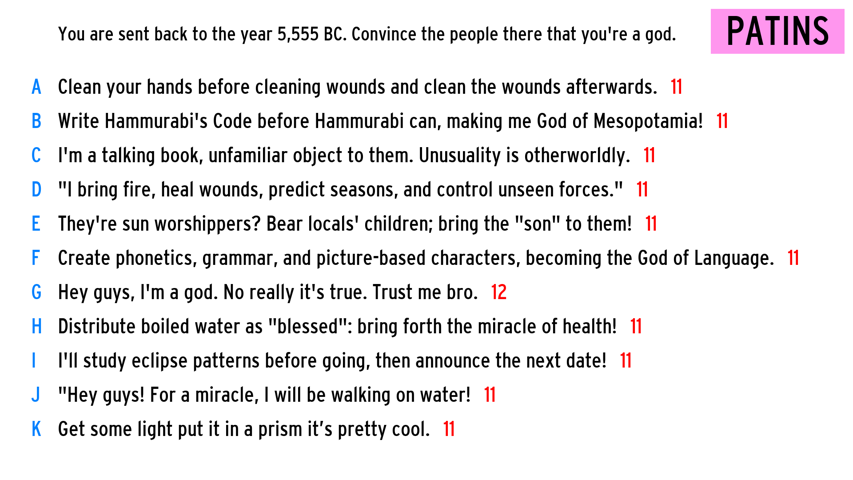 You are sent back to the year 5,555 BC. Convince the people there that you're a god.
PATINS
A Clean your hands before cleaning wounds and clean the wounds afterwards. 11
B Write Hammurabi's Code before Hammurabi can, making me God of Mesopotamia! 11
C I'm a talking book, unfamiliar object to them. Unusuality is otherworldly. 11
D "I bring fire, heal wounds, predict seasons, and control unseen forces." 11
E They're sun worshippers? Bear locals' children; bring the "son" to them! 11
F Create phonetics, grammar, and picture-based characters, becoming the God of Language. 11
G Hey guys, I'm a god. No really it's true. Trust me bro. 12
H Distribute boiled water as "blessed": bring forth the miracle of health! 11
I I'll study eclipse patterns before going, then announce the next date! 11
J "Hey guys! For a miracle, I will be walking on water! 11
K Get some light put it in a prism it’s pretty cool. 11